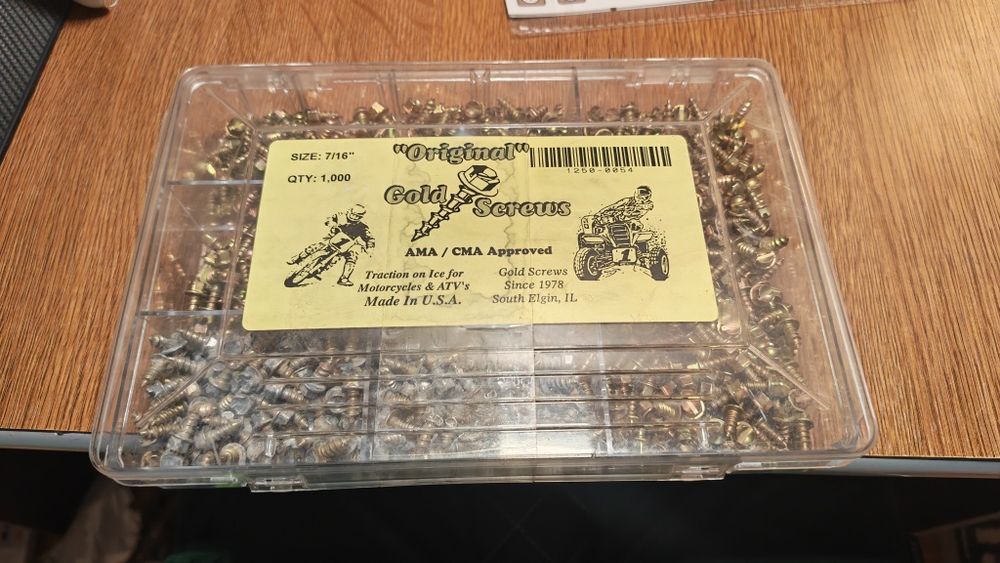 SIZE: 7/16"
QTY: 1,000
"Original"
Gold Screws
1250-0054
AMA / CMA Approved
Traction on Ice for
Motorcycles & ATV's
Made In U.S.A.
Gold Screws
Since 1978
South Elgin, IL
1
1